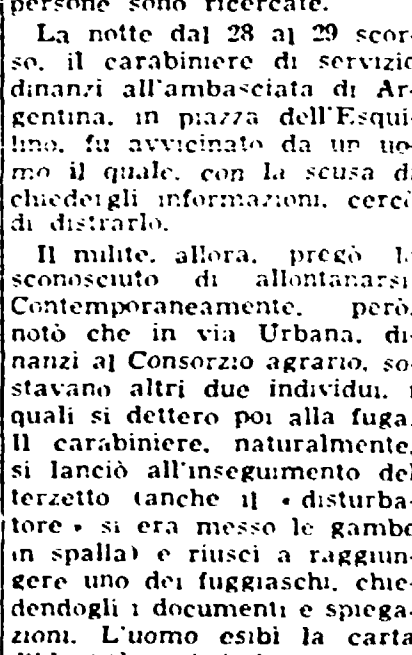 persone sono ricercate.
La notte dal 28 al 29 scor-
so, il carabiniere di servizio
dinanzi all'ambasciata di Ar-
gentina, in piazza dell'Esqui-
lino, fu avvicinato da un uo-
mo il quale, con la scusa di
chiedergli informazioni, cercò
di distrarlo.
Il milite, allora, pregò lo
sconosciuto di allontanarsi.
Contemporaneamente, però,
notò che in via Urbana, di-
nanzi al Consorzio agrario, so-
stavano altri due individui, i
quali si dettero poi alla fuga.
Il carabiniere, naturalmente,
si lanciò all'inseguimento del
terzetto (anche il « disturba-
tore » si era messo le gambe
in spalla) e riuscì a raggiun-
gere uno dei fuggiaschi, chie-
dendogli i documenti e spiega-
zioni. L'uomo esibì la carta